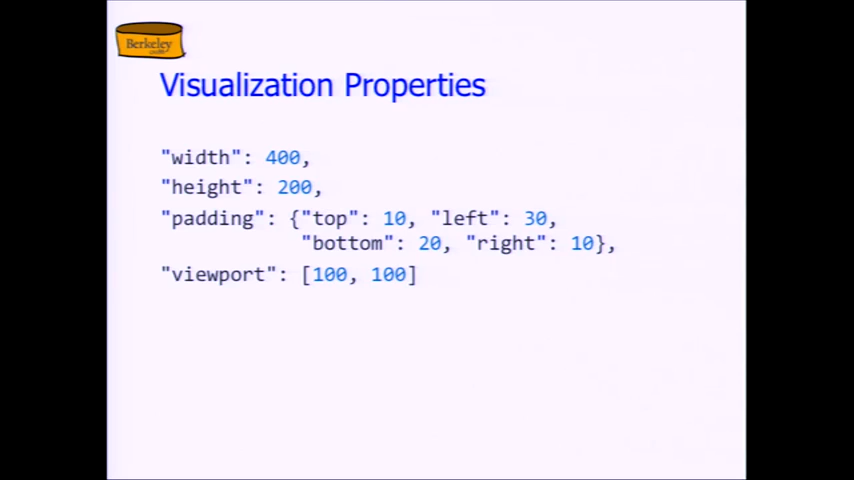 Berkeley
Visualization Properties
"width": 400,
"height": 200,
"padding": {"top": 10, "left": 30,
"bottom": 20, "right": 10},
"viewport": [100, 100]